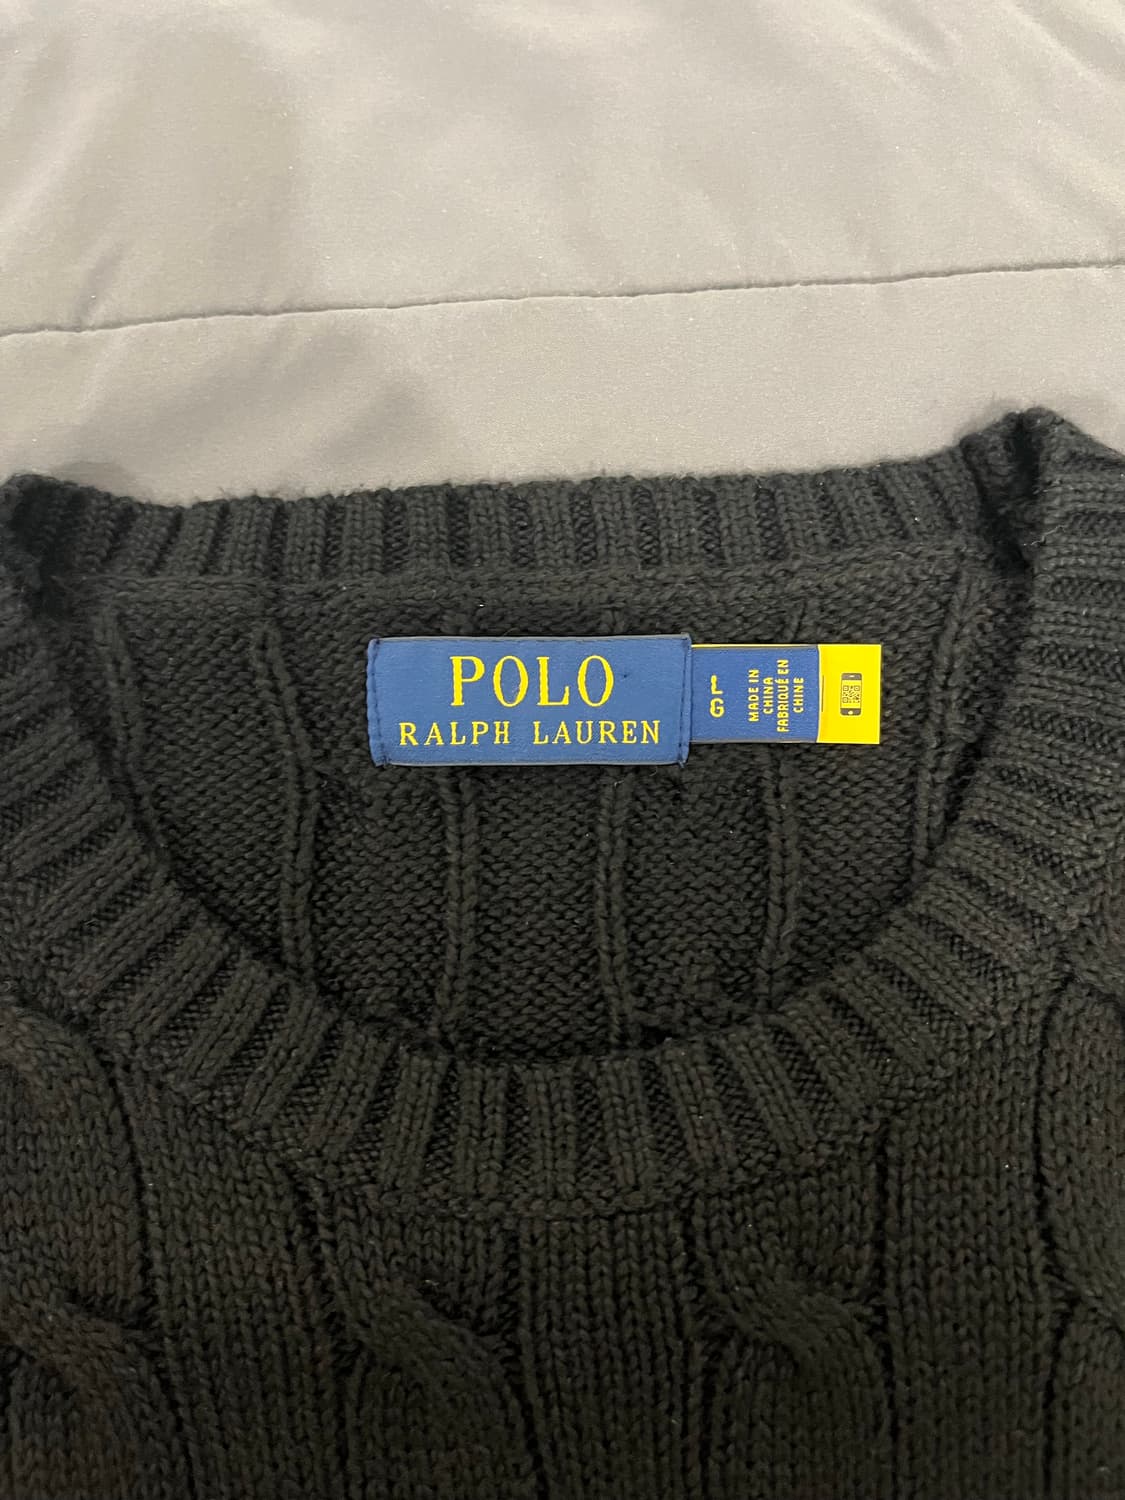 POLO
RALPH LAUREN
LG
MADE IN
CHINA
FABRIQUÉ EN
CHINE